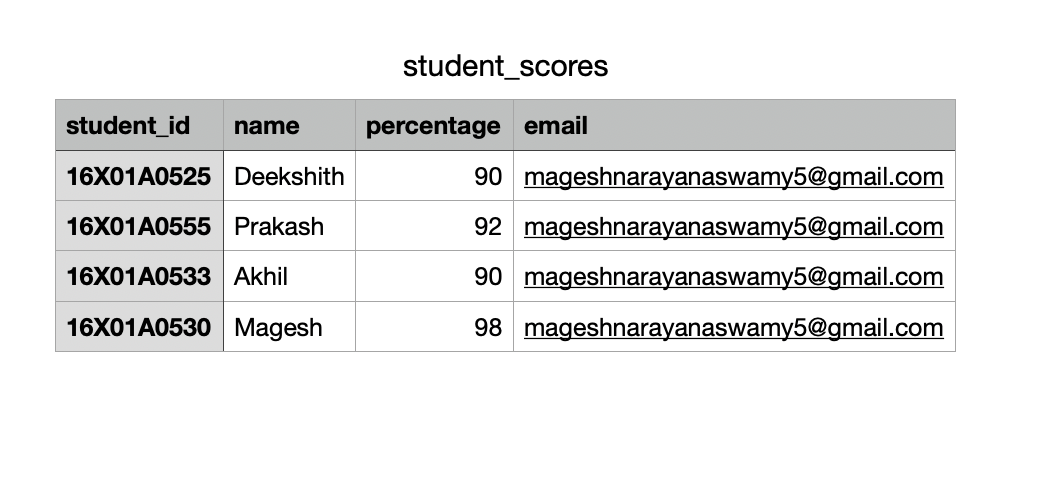 student_scores
student_id name percentage email
16X01A0525 Deekshith 90 mageshnarayanaswamy5@gmail.com
16X01A0555 Prakash 92 mageshnarayanaswamy5@gmail.com
16X01A0533 Akhil 90 mageshnarayanaswamy5@gmail.com
16X01A0530 Magesh 98 mageshnarayanaswamy5@gmail.com